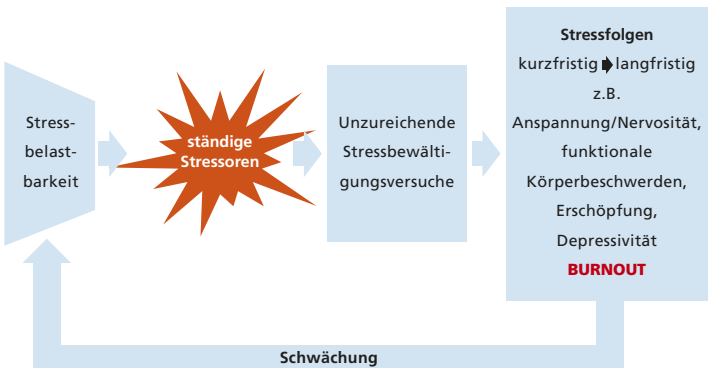 Stress-
belast-
barkeit
ständige
Stressoren
Unzureichende
Stressbewälti-
gungsversuche
Stressfolgen
kurzfristig langfristig
z.B.
Anspannung/Nervosität,
funktionale
Körperbeschwerden,
Erschöpfung,
Depressivität
BURNOUT
Schwächung